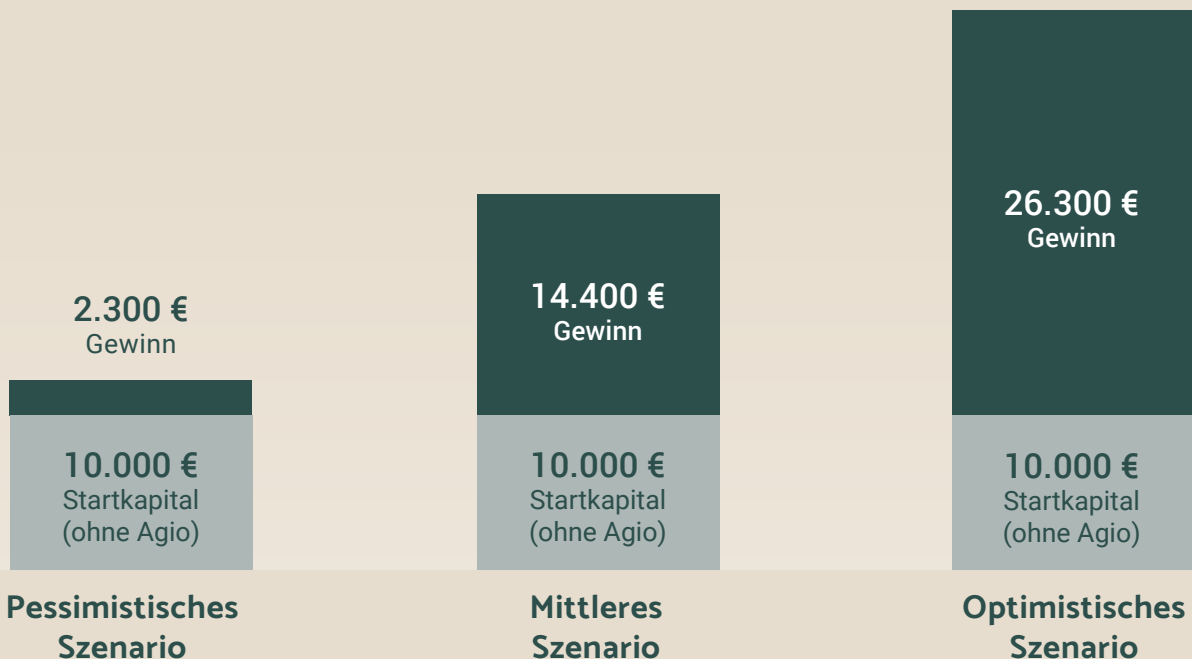 2.300 €
Gewinn
10.000 €
Startkapital
(ohne Agio)
Pessimistisches
Szenario
14.400 €
Gewinn
10.000 €
Startkapital
(ohne Agio)
Mittleres
Szenario
26.300 €
Gewinn
10.000 €
Startkapital
(ohne Agio)
Optimistisches
Szenario